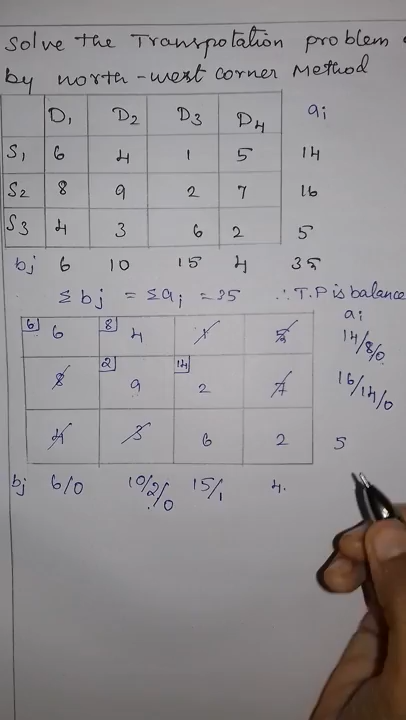 Solve the Transpotation problem
by north-west corner Method
D1 D2 D3 D4 ai
S1 6 4 1 5 14
S2 8 9 2 7 16
S3 4 3 6 2 5
bj 6 10 15 4 35
Σbj = Σai = 35 ∴ T.P is balance
ai
6 6 8 4 1 5 14/8/0
8 2 9 14 2 7 16/14/0
4 3 6 2 5
bj 6/0 10/2/0 15/1 4.